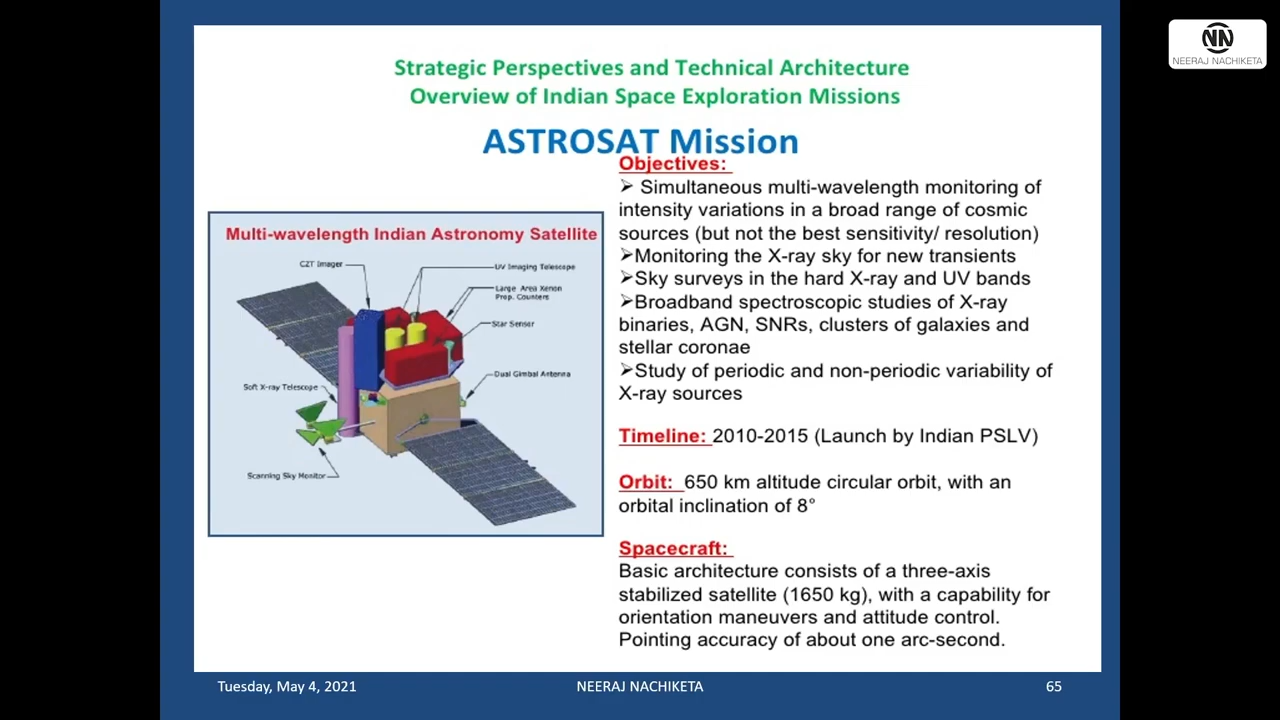 NN
NEERAJ NACHIKETA
Strategic Perspectives and Technical Architecture
Overview of Indian Space Exploration Missions
ASTROSAT Mission
Multi-wavelength Indian Astronomy Satellite
CZT Imager
UV Imaging Telescope
Large Area Xenon
Prop. Counters
Star Sensor
Dual Gimbal Antenna
Soft X-ray Telescope
Scanning Sky Monitor
Objectives:
➢ Simultaneous multi-wavelength monitoring of
intensity variations in a broad range of cosmic
sources (but not the best sensitivity/ resolution)
➢Monitoring the X-ray sky for new transients
➢Sky surveys in the hard X-ray and UV bands
➢Broadband spectroscopic studies of X-ray
binaries, AGN, SNRs, clusters of galaxies and
stellar coronae
➢Study of periodic and non-periodic variability of
X-ray sources
Timeline: 2010-2015 (Launch by Indian PSLV)
Orbit: 650 km altitude circular orbit, with an
orbital inclination of 8°
Spacecraft:
Basic architecture consists of a three-axis
stabilized satellite (1650 kg), with a capability for
orientation maneuvers and attitude control.
Pointing accuracy of about one arc-second.
Tuesday, May 4, 2021
NEERAJ NACHIKETA
65